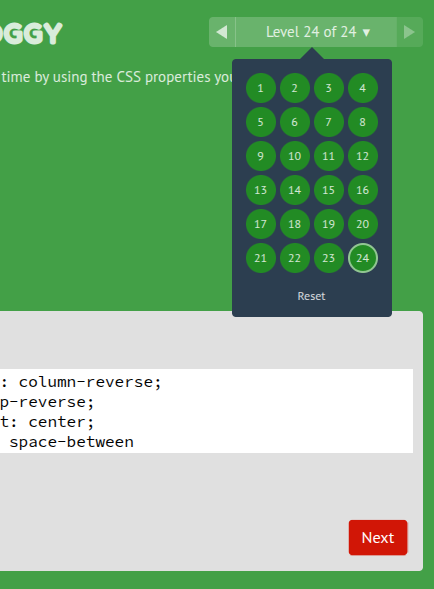 OGGY
◀ Level 24 of 24 ▼ ▶
time by using the CSS properties you
1 2 3 4
5 6 7 8
9 10 11 12
13 14 15 16
17 18 19 20
21 22 23 24
Reset
: column-reverse;
p-reverse;
t: center;
space-between
Next